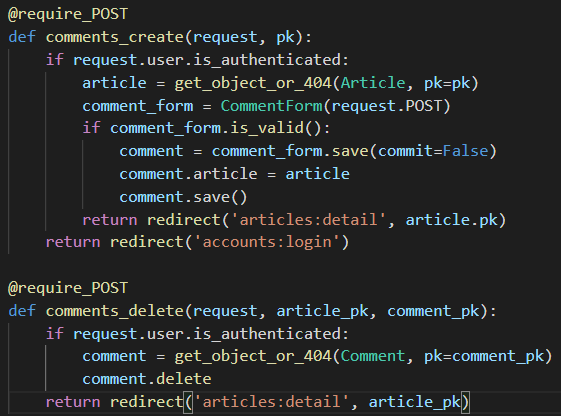 @require_POST
def comments_create(request, pk):
    if request.user.is_authenticated:
        article = get_object_or_404(Article, pk=pk)
        comment_form = CommentForm(request.POST)
        if comment_form.is_valid():
            comment = comment_form.save(commit=False)
            comment.article = article
            comment.save()
        return redirect('articles:detail', article.pk)
    return redirect('accounts:login')

@require_POST
def comments_delete(request, article_pk, comment_pk):
    if request.user.is_authenticated:
        comment = get_object_or_404(Comment, pk=comment_pk)
        comment.delete
    return redirect('articles:detail', article_pk)